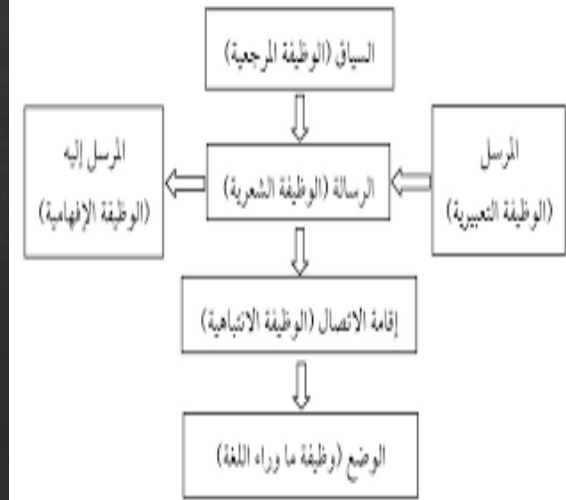 السياق (الوظيفة المرجعية)
المرسل
(الوظيفة التعبيرية)
الرسالة (الوظيفة الشعرية)
المرسل إليه
(الوظيفة الإفهامية)
إقامة الاتصال (الوظيفة الانتباهية)
الوضع (وظيفة ما وراء اللغة)